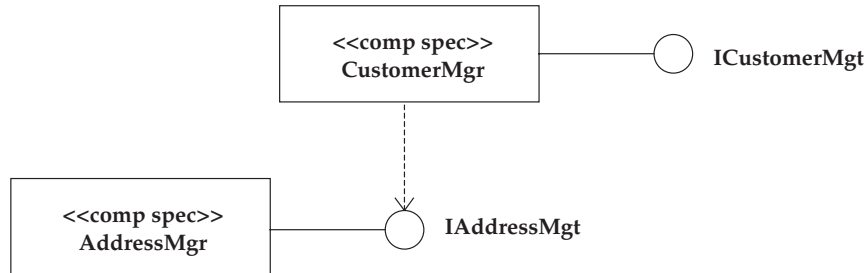 <<comp spec>>
CustomerMgr
ICustomerMgt
<<comp spec>>
AddressMgr
IAddressMgt